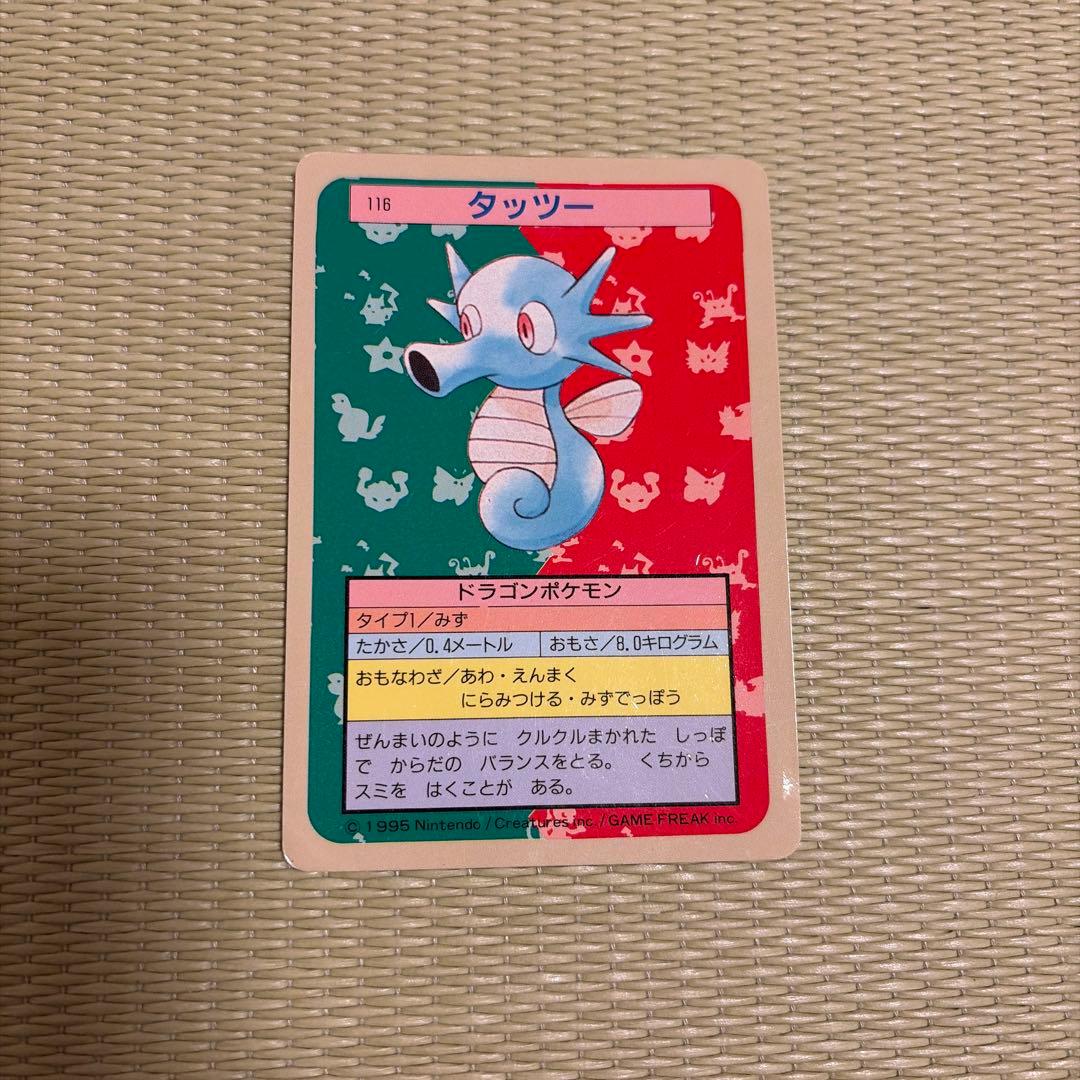 116 タッツー
ドラゴンポケモン
タイプ1／みず
たかさ／0.4メートル おもさ／8.0キログラム
おもなわざ／あわ・えんまく
にらみつける・みずでっぽう
ぜんまいのように クルクルまかれた しっぽ
で からだの バランスをとる。 くちから
スミを はくことが ある。
© 1995 Nintendo / Creatures inc. / GAME FREAK inc.